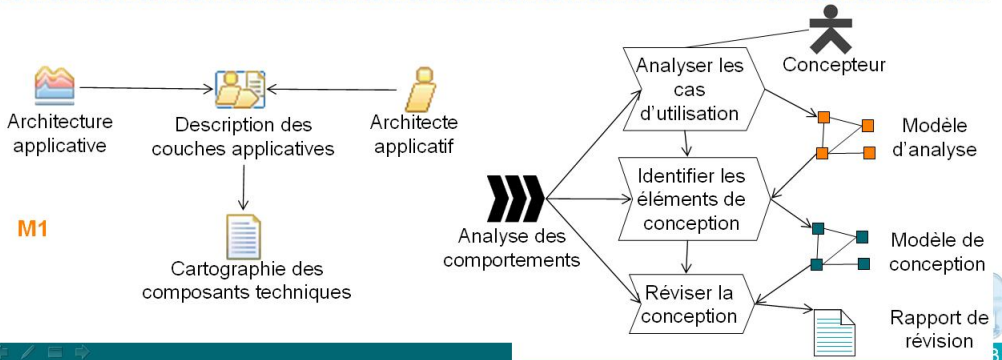 Architecture
applicative
Description des
couches applicatives
Architecte
applicatif
M1
Cartographie des
composants techniques
Concepteur
Analyser les
cas
d'utilisation
Modèle
d'analyse
Identifier les
éléments de
conception
Analyse des
comportements
Modèle de
conception
Réviser la
conception
Rapport de
révision